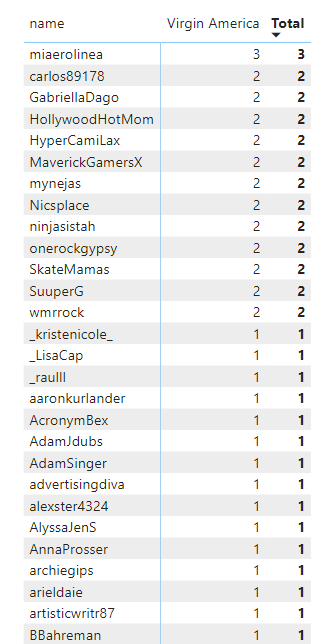 name Virgin America Total
miaerolinea 3 3
carlos89178 2 2
GabriellaDago 2 2
HollywoodHotMom 2 2
HyperCamiLax 2 2
MaverickGamersX 2 2
mynejas 2 2
Nicsplace 2 2
ninjasistah 2 2
onerockgypsy 2 2
SkateMamas 2 2
SuuperG 2 2
wmrrock 2 2
_kristenicole_ 1 1
_LisaCap 1 1
_raulll 1 1
aaronkurlander 1 1
AcronymBex 1 1
AdamJdubs 1 1
AdamSinger 1 1
advertisingdiva 1 1
alexster4324 1 1
AlyssaJenS 1 1
AnnaProsser 1 1
archiegips 1 1
arieldaie 1 1
artisticwritr87 1 1
BBahreman 1 1